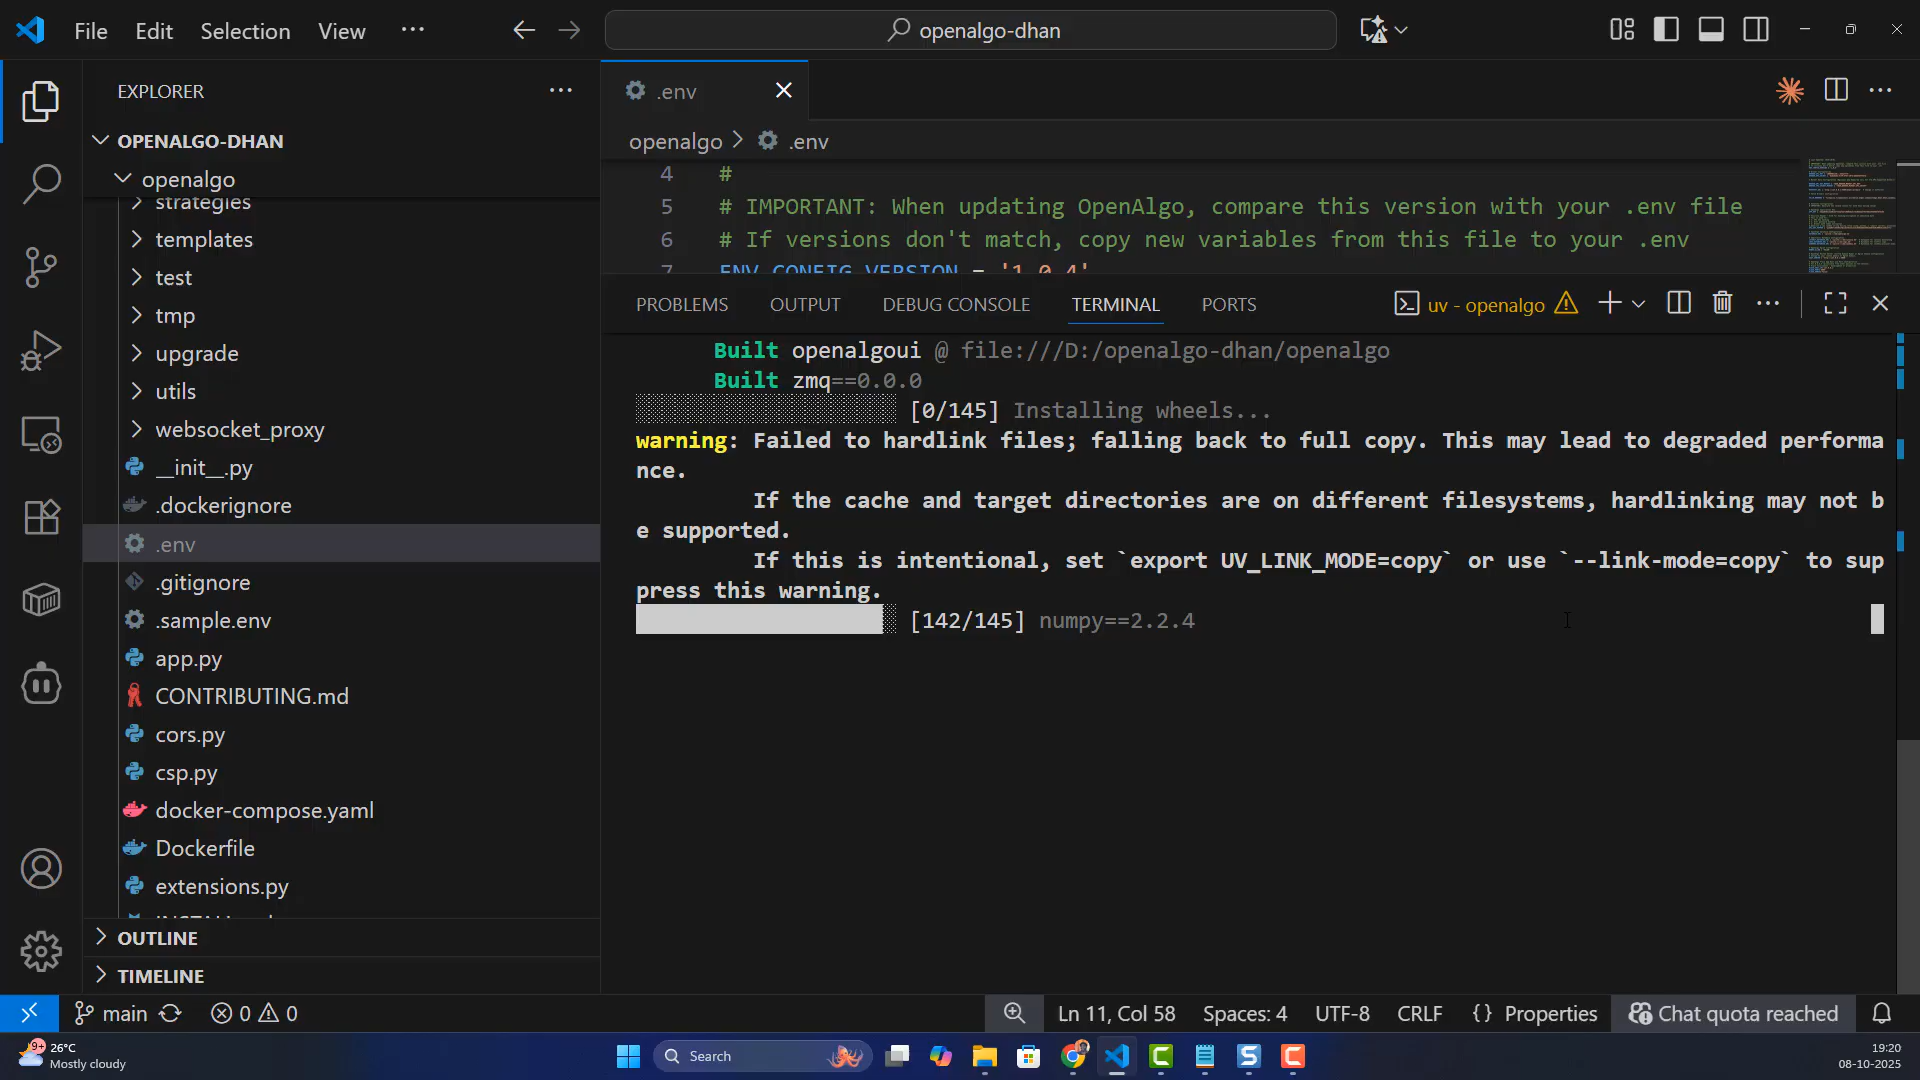 File Edit Selection View ···
openalgo-dhan
EXPLORER
OPENALGO-DHAN
openalgo
strategies
templates
test
tmp
upgrade
utils
websocket_proxy
__init__.py
.dockerignore
.env
.gitignore
.sample.env
app.py
CONTRIBUTING.md
cors.py
csp.py
docker-compose.yaml
Dockerfile
extensions.py
OUTLINE
TIMELINE
.env
openalgo > .env
4 #
5 # IMPORTANT: When updating OpenAlgo, compare this version with your .env file
6 # If versions don't match, copy new variables from this file to your .env
7 ENV_CONFIG_VERSION = '1.0.4'
PROBLEMS OUTPUT DEBUG CONSOLE TERMINAL PORTS
uv - openalgo
Built openalgoui @ file:///D:/openalgo-dhan/openalgo
Built zmq==0.0.0
[0/145] Installing wheels...
warning: Failed to hardlink files; falling back to full copy. This may lead to degraded performa
nce.
If the cache and target directories are on different filesystems, hardlinking may not b
e supported.
If this is intentional, set `export UV_LINK_MODE=copy` or use `--link-mode=copy` to sup
press this warning.
[142/145] numpy==2.2.4
main
0 0
Ln 11, Col 58
Spaces: 4
UTF-8
CRLF
{ } Properties
Chat quota reached
9+
26°C
Mostly cloudy
Search
19:20
08-10-2025